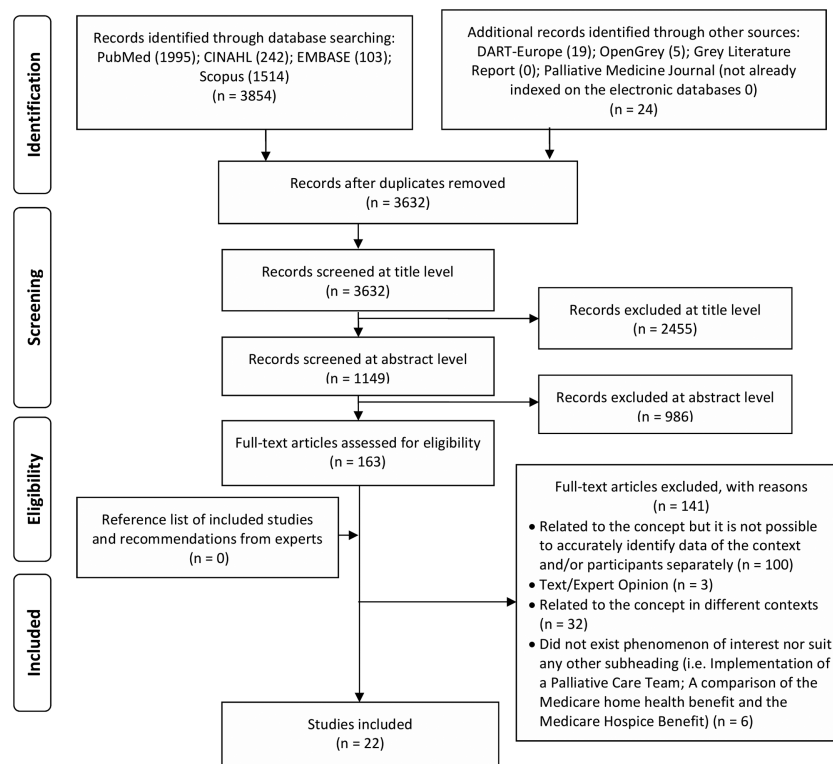 Identification
Records identified through database searching:
PubMed (1995); CINAHL (242); EMBASE (103);
Scopus (1514)
(n = 3854)
Additional records identified through other sources:
DART-Europe (19); OpenGrey (5); Grey Literature
Report (0); Palliative Medicine Journal (not already
indexed on the electronic databases 0)
(n = 24)
Records after duplicates removed
(n = 3632)
Screening
Records screened at title level
(n = 3632)
Records excluded at title level
(n = 2455)
Records screened at abstract level
(n = 1149)
Records excluded at abstract level
(n = 986)
Eligibility
Full-text articles assessed for eligibility
(n = 163)
Reference list of included studies
and recommendations from experts
(n = 0)
Full-text articles excluded, with reasons
(n = 141)
• Related to the concept but it is not possible
to accurately identify data of the context
and/or participants separately (n = 100)
• Text/Expert Opinion (n = 3)
• Related to the concept in different contexts
(n = 32)
• Did not exist phenomenon of interest nor suit
any other subheading (i.e. Implementation of
a Palliative Care Team; A comparison of the
Medicare home health benefit and the
Medicare Hospice Benefit) (n = 6)
Included
Studies included
(n = 22)